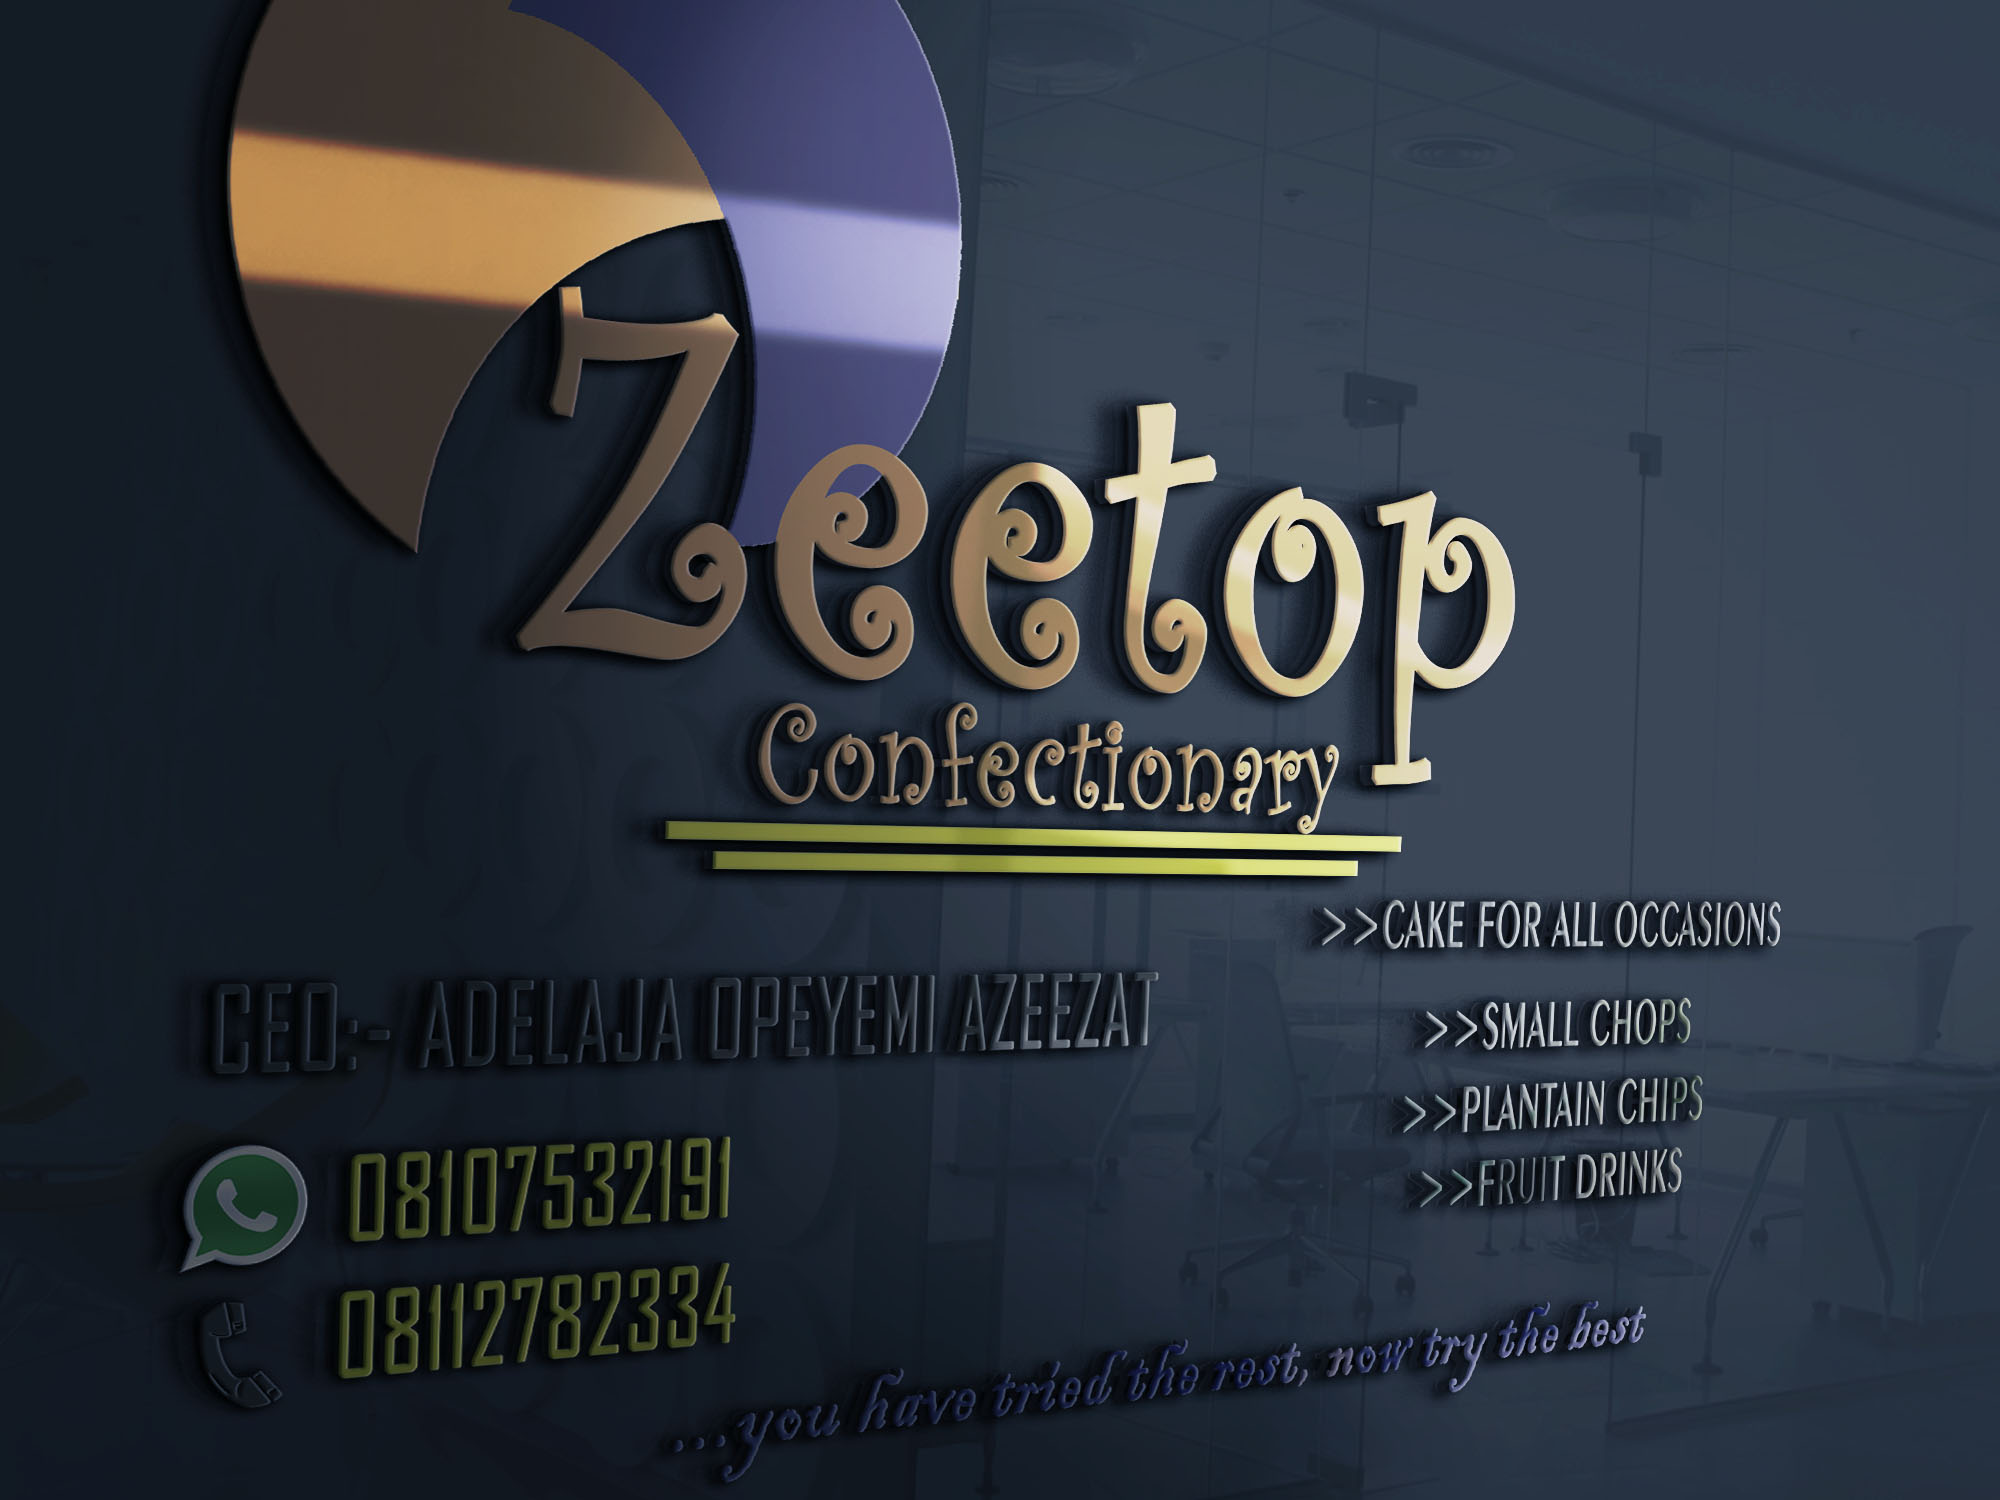 Zeetop
Confectionary
>>CAKE FOR ALL OCCASIONS
>>SMALL CHOPS
>>PLANTAIN CHIPS
>>FRUIT DRINKS
CEO:- ADELAJA OPEYEMI AZEEZAT
08107532191
08112782334
...you have tried the rest, now try the best